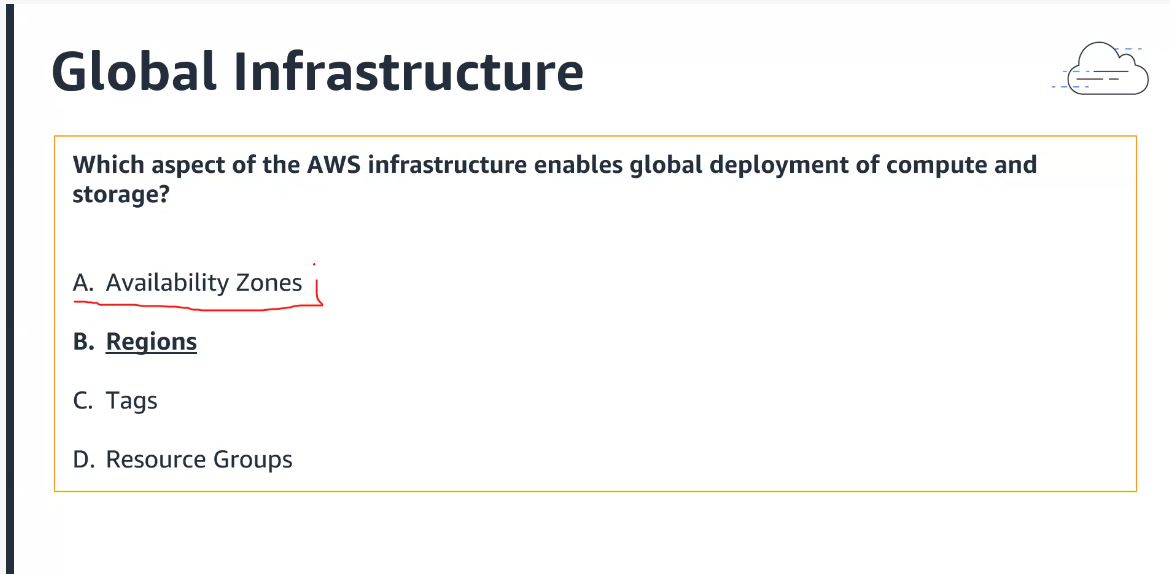 Global Infrastructure
Which aspect of the AWS infrastructure enables global deployment of compute and
storage?
A. Availability Zones
B. Regions
C. Tags
D. Resource Groups